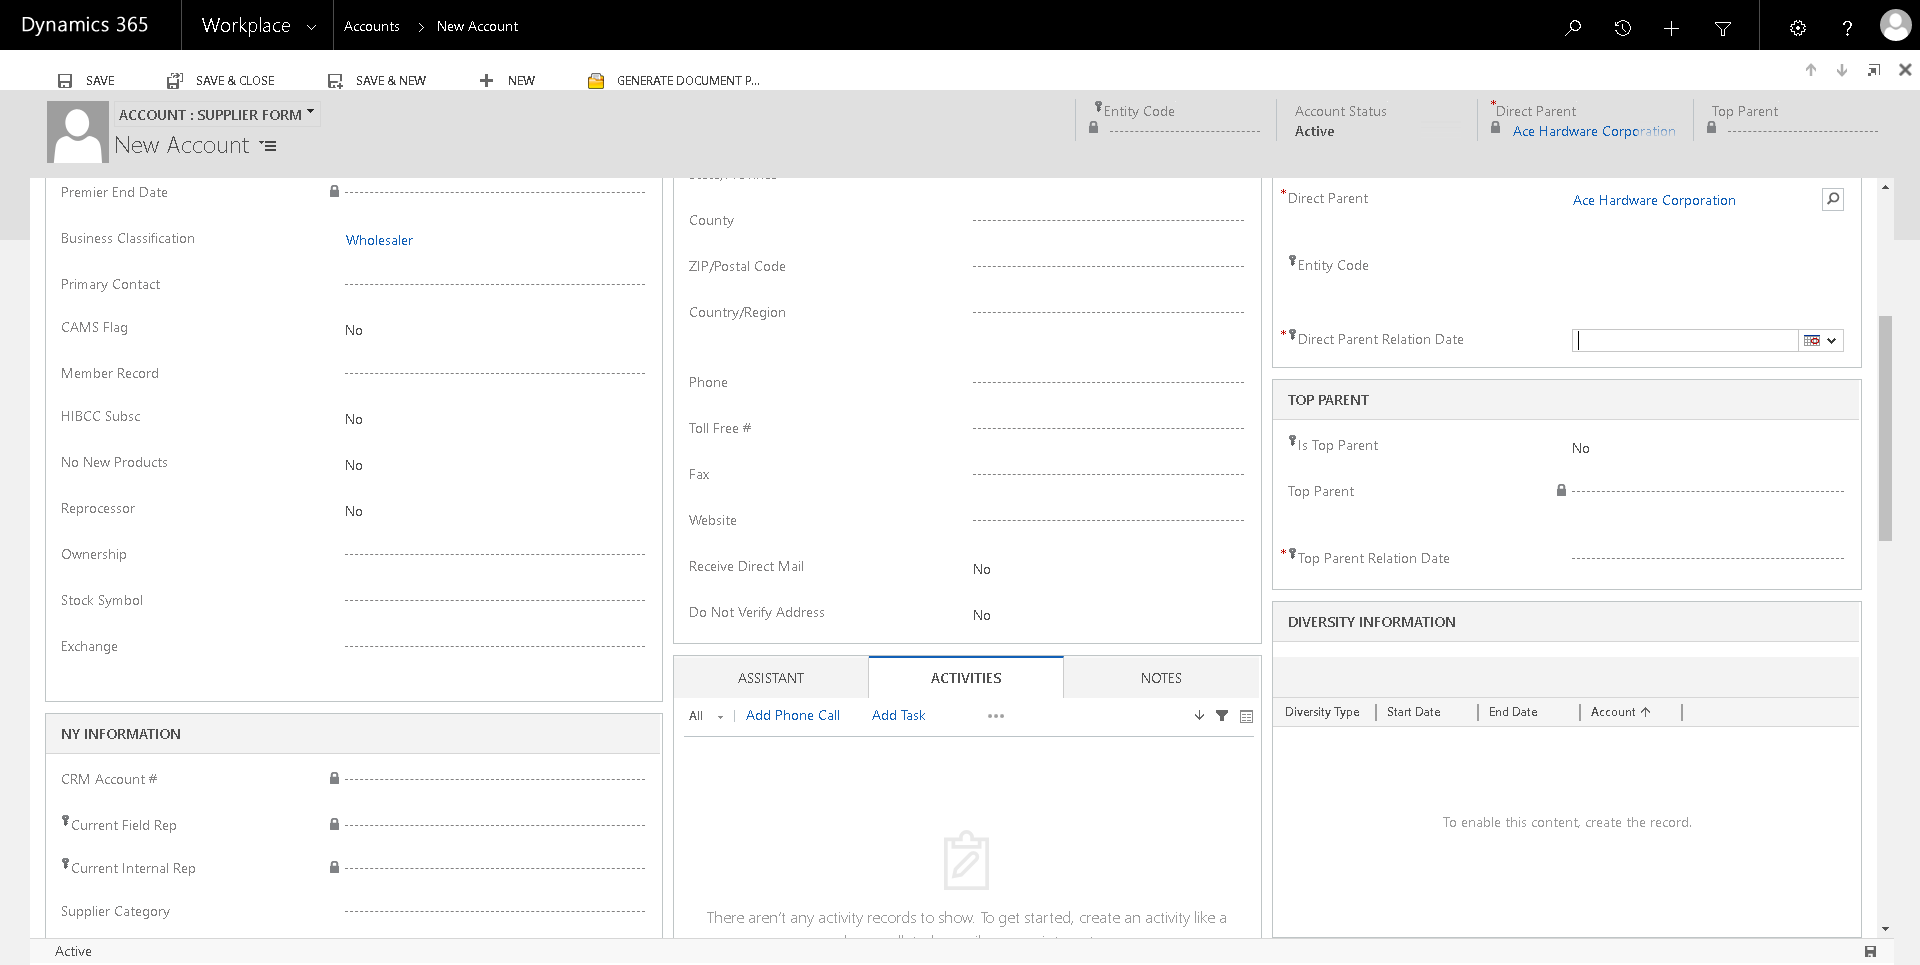 Dynamics 365
Workplace
Accounts > New Account
SAVE
SAVE & CLOSE
SAVE & NEW
NEW
GENERATE DOCUMENT P...
ACCOUNT : SUPPLIER FORM
New Account
Entity Code
Account Status
Active
*Direct Parent
Ace Hardware Corporation
Top Parent
Premier End Date
Business Classification
Wholesaler
Primary Contact
CAMS Flag
No
Member Record
HIBCC Subsc
No
No New Products
No
Reprocessor
No
Ownership
Stock Symbol
Exchange
NY INFORMATION
CRM Account #
Current Field Rep
Current Internal Rep
Supplier Category
County
ZIP/Postal Code
Country/Region
Phone
Toll Free #
Fax
Website
Receive Direct Mail
No
Do Not Verify Address
No
ASSISTANT
ACTIVITIES
NOTES
All
Add Phone Call
Add Task
...
There aren't any activity records to show. To get started, create an activity like a
*Direct Parent
Ace Hardware Corporation
Entity Code
*Direct Parent Relation Date
TOP PARENT
Is Top Parent
No
Top Parent
*Top Parent Relation Date
DIVERSITY INFORMATION
Diversity Type
Start Date
End Date
Account ↑
To enable this content, create the record.
Active